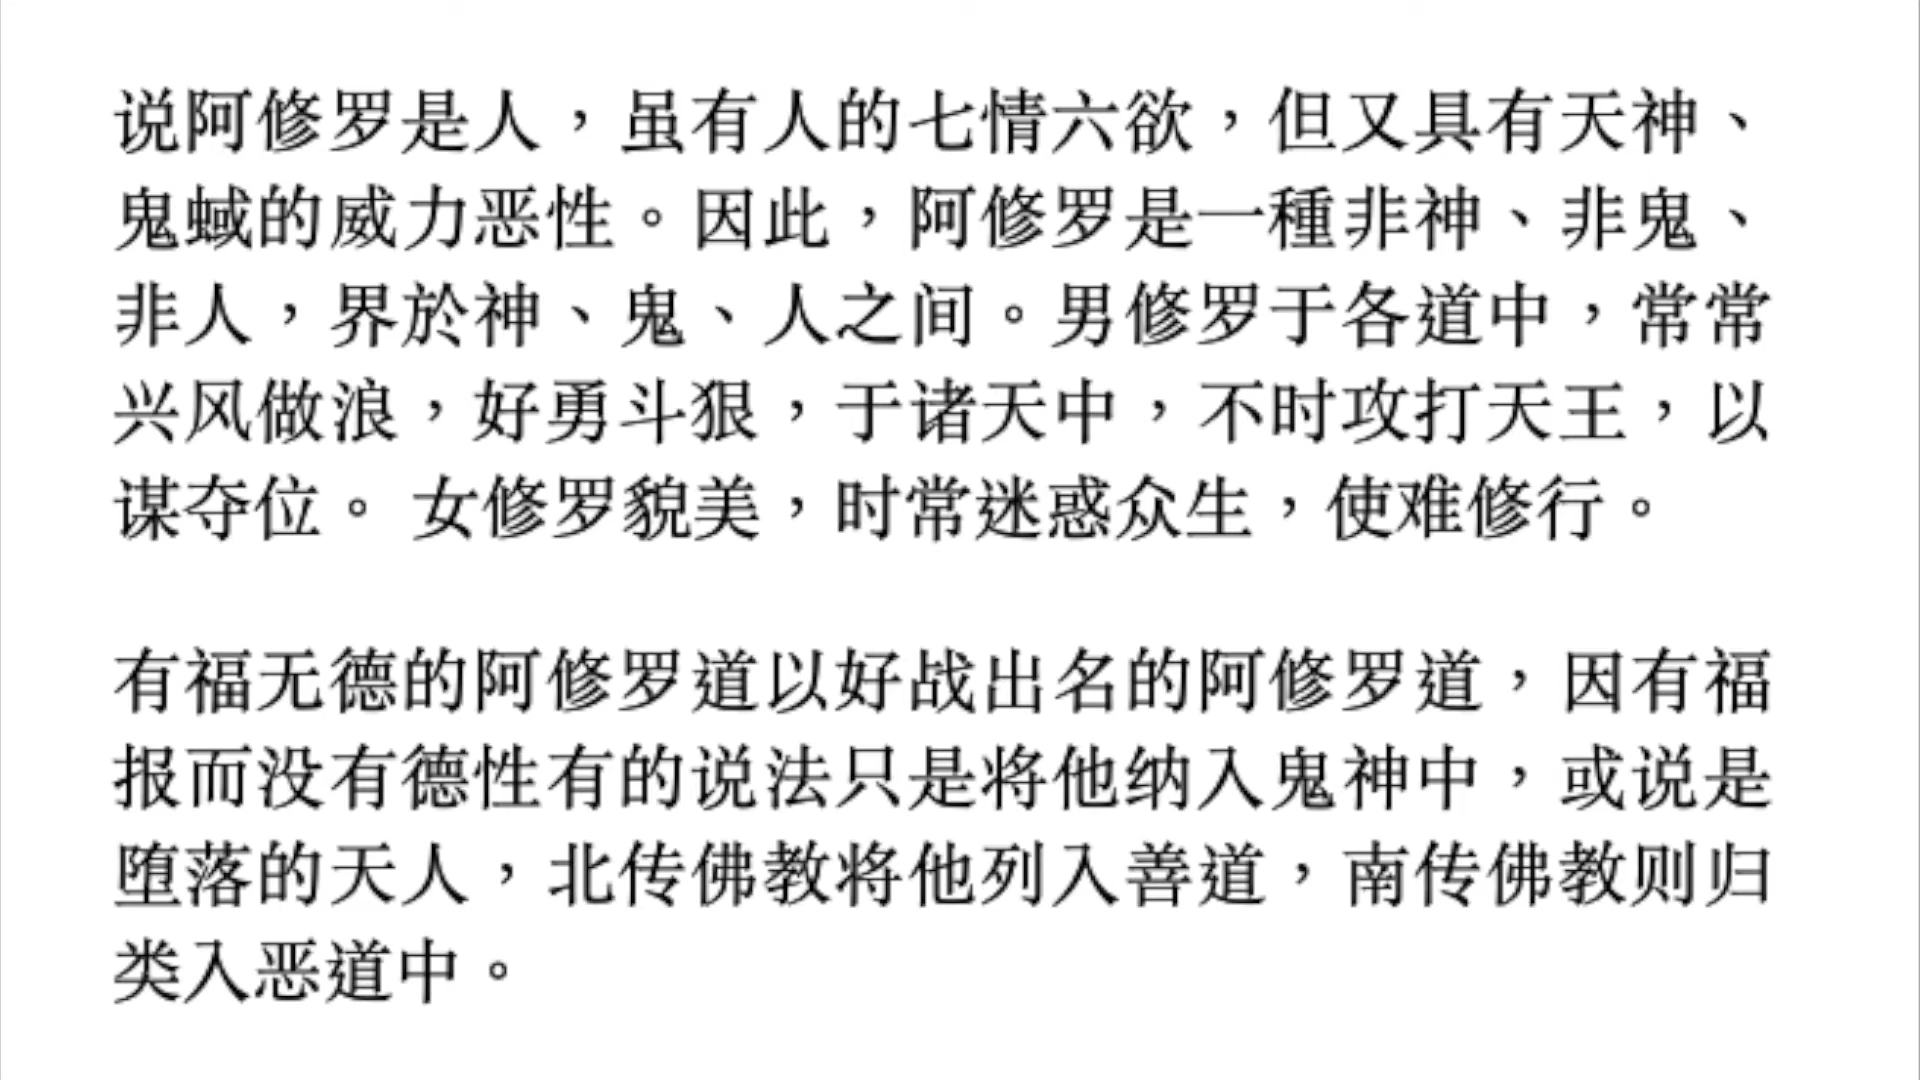 说阿修罗是人，虽有人的七情六欲，但又具有天神、
鬼蜮的威力恶性。因此，阿修罗是一種非神、非鬼、
非人，界於神、鬼、人之间。男修罗于各道中，常常
兴风做浪，好勇斗狠，于诸天中，不时攻打天王，以
谋夺位。 女修罗貌美，时常迷惑众生，使难修行。
有福无德的阿修罗道以好战出名的阿修罗道，因有福
报而没有德性有的说法只是将他纳入鬼神中，或说是
堕落的天人，北传佛教将他列入善道，南传佛教则归
类入恶道中。